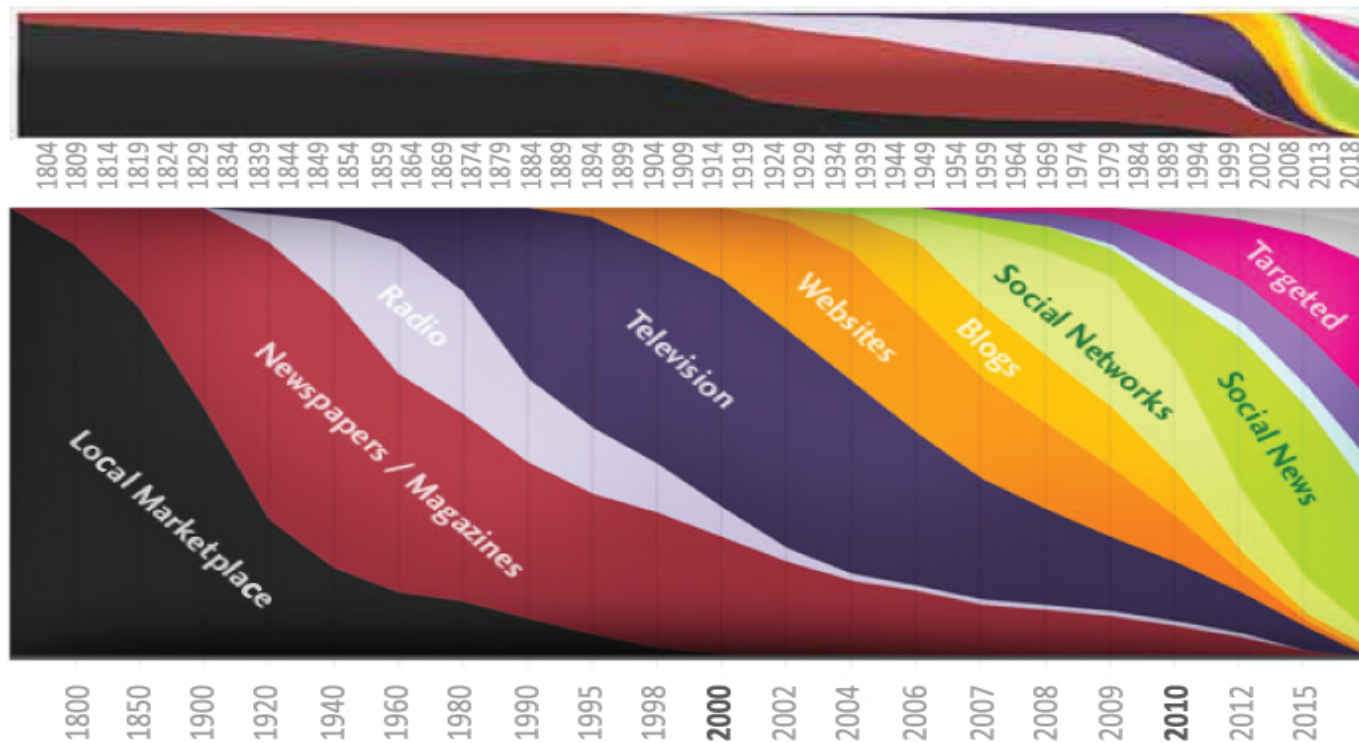 1804 1809 1814 1819 1824 1829 1834 1839 1844 1849 1854 1859 1864 1869 1874 1879 1884 1889 1894 1899 1904 1909 1914 1919 1924 1929 1934 1939 1944 1949 1954 1959 1964 1969 1974 1979 1984 1989 1994 1999 2002 2008 2013 2018
Local Marketplace
Newspapers / Magazines
Radio
Television
Websites
Blogs
Social Networks
Social News
Targeted
1800 1850 1900 1920 1940 1960 1980 1990 1995 1998 2000 2002 2004 2006 2007 2008 2009 2010 2012 2015